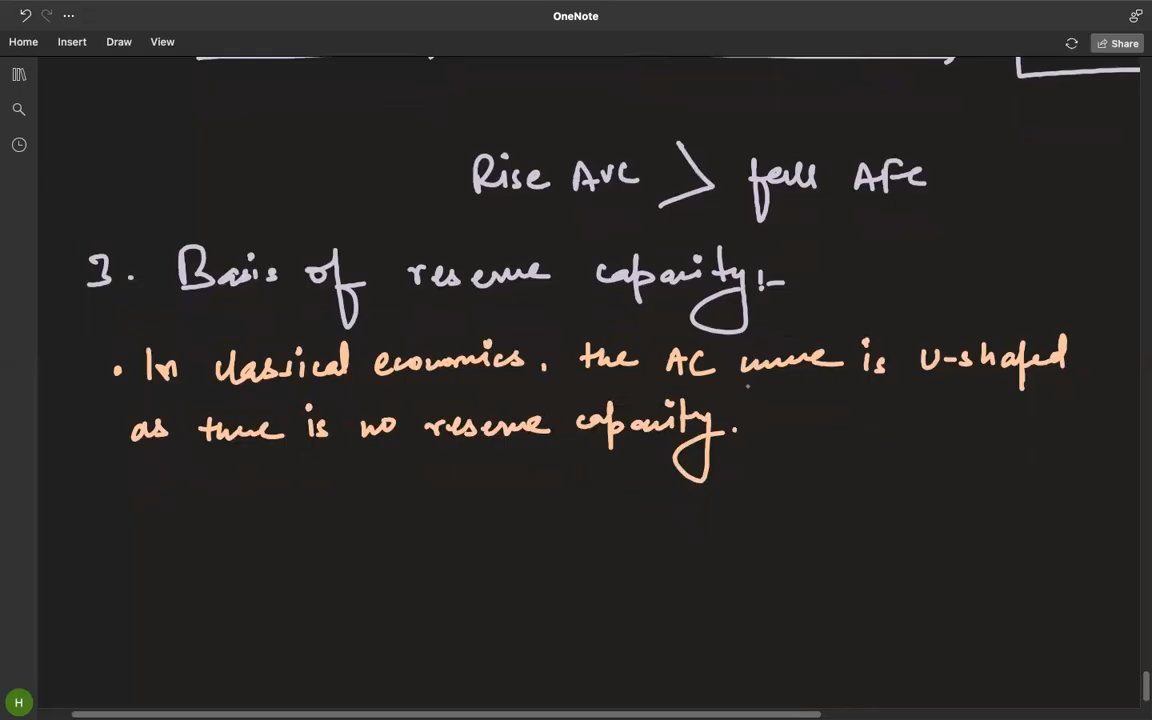 OneNote
Home Insert Draw View
Share
Rise AVC > fall AFC
3. Basis of reserve capacity:-
• In classical economics, the AC curve is U-shaped
as there is no reserve capacity.
H